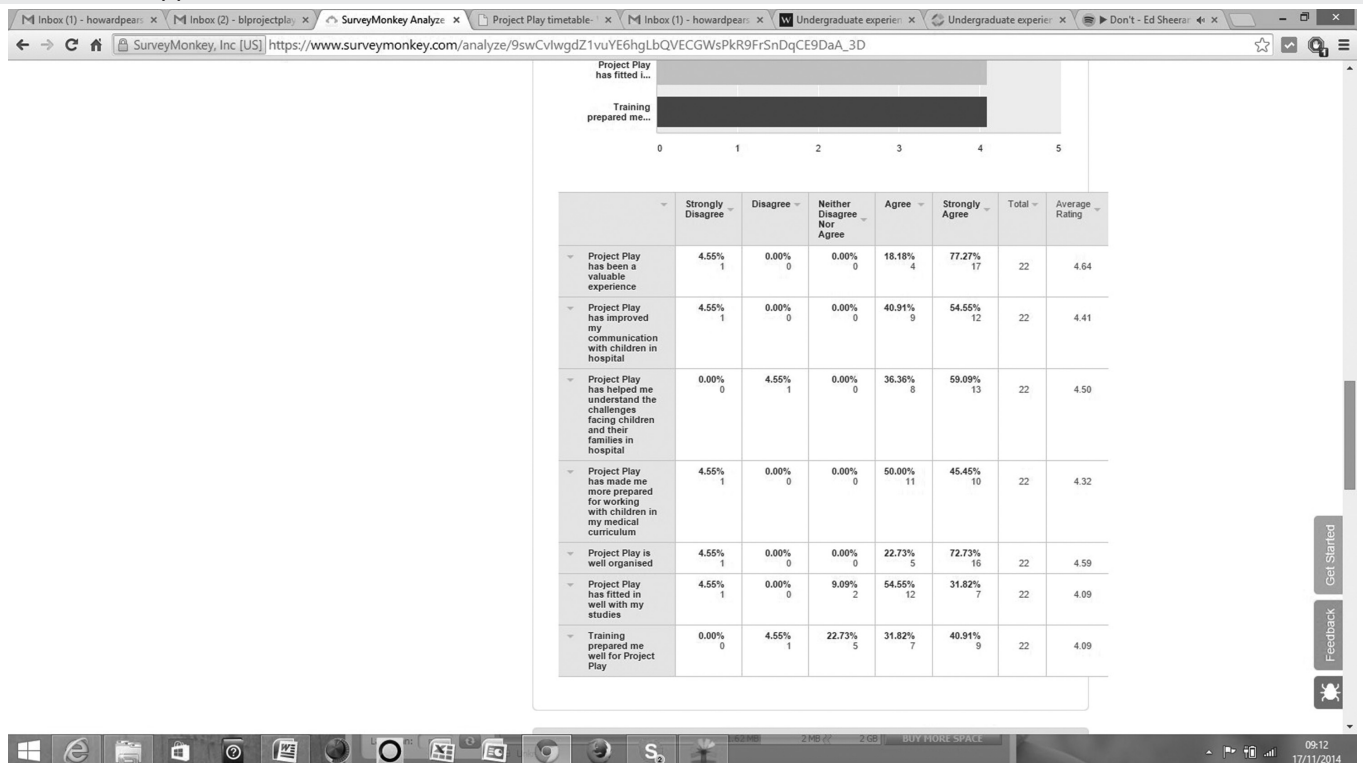 Inbox (1) - howardpears
Inbox (2) - blprojectplay
SurveyMonkey Analyze
Project Play timetable-
Inbox (1) - howardpears
Undergraduate experien
Undergraduate experien
Don't - Ed Sheeran
SurveyMonkey, Inc [US] https://www.surveymonkey.com/analyze/9swCvIwgdZ1vuYE6hgLbQVECGWsPkR9FrSnDqCE9DaA_3D
Project Play
has fitted i...
Training
prepared me...
0 1 2 3 4 5
Strongly Disagree
Disagree
Neither Disagree Nor Agree
Agree
Strongly Agree
Total
Average Rating
Project Play
has been a
valuable
experience
4.55% 0.00% 0.00% 18.18% 77.27%
1 0 0 4 17 22 4.64
Project Play
has improved
my
communication
with children in
hospital
4.55% 0.00% 0.00% 40.91% 54.55%
1 0 0 9 12 22 4.41
Project Play
has helped me
understand the
challenges
facing children
and their
families in
hospital
0.00% 4.55% 0.00% 36.36% 59.09%
0 1 0 8 13 22 4.50
Project Play
has made me
more prepared
for working
with children in
my medical
curriculum
4.55% 0.00% 0.00% 50.00% 45.45%
1 0 0 11 10 22 4.32
Project Play is
well organised
4.55% 0.00% 0.00% 22.73% 72.73%
1 0 0 5 16 22 4.59
Project Play
has fitted in
well with my
studies
4.55% 0.00% 9.09% 54.55% 31.82%
1 0 2 12 7 22 4.09
Training
prepared me
well for Project
Play
0.00% 4.55% 22.73% 31.82% 40.91%
0 1 5 7 9 22 4.09
Get Started
Feedback
2 MB
2 GB
BUY MORE SPACE
09:12
17/11/2014